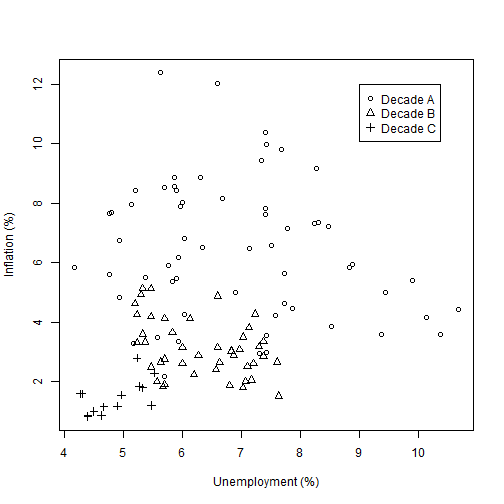 12
10
8
6
4
2
Inflation (%)
Decade A
Decade B
Decade C
4 5 6 7 8 9 10
Unemployment (%)